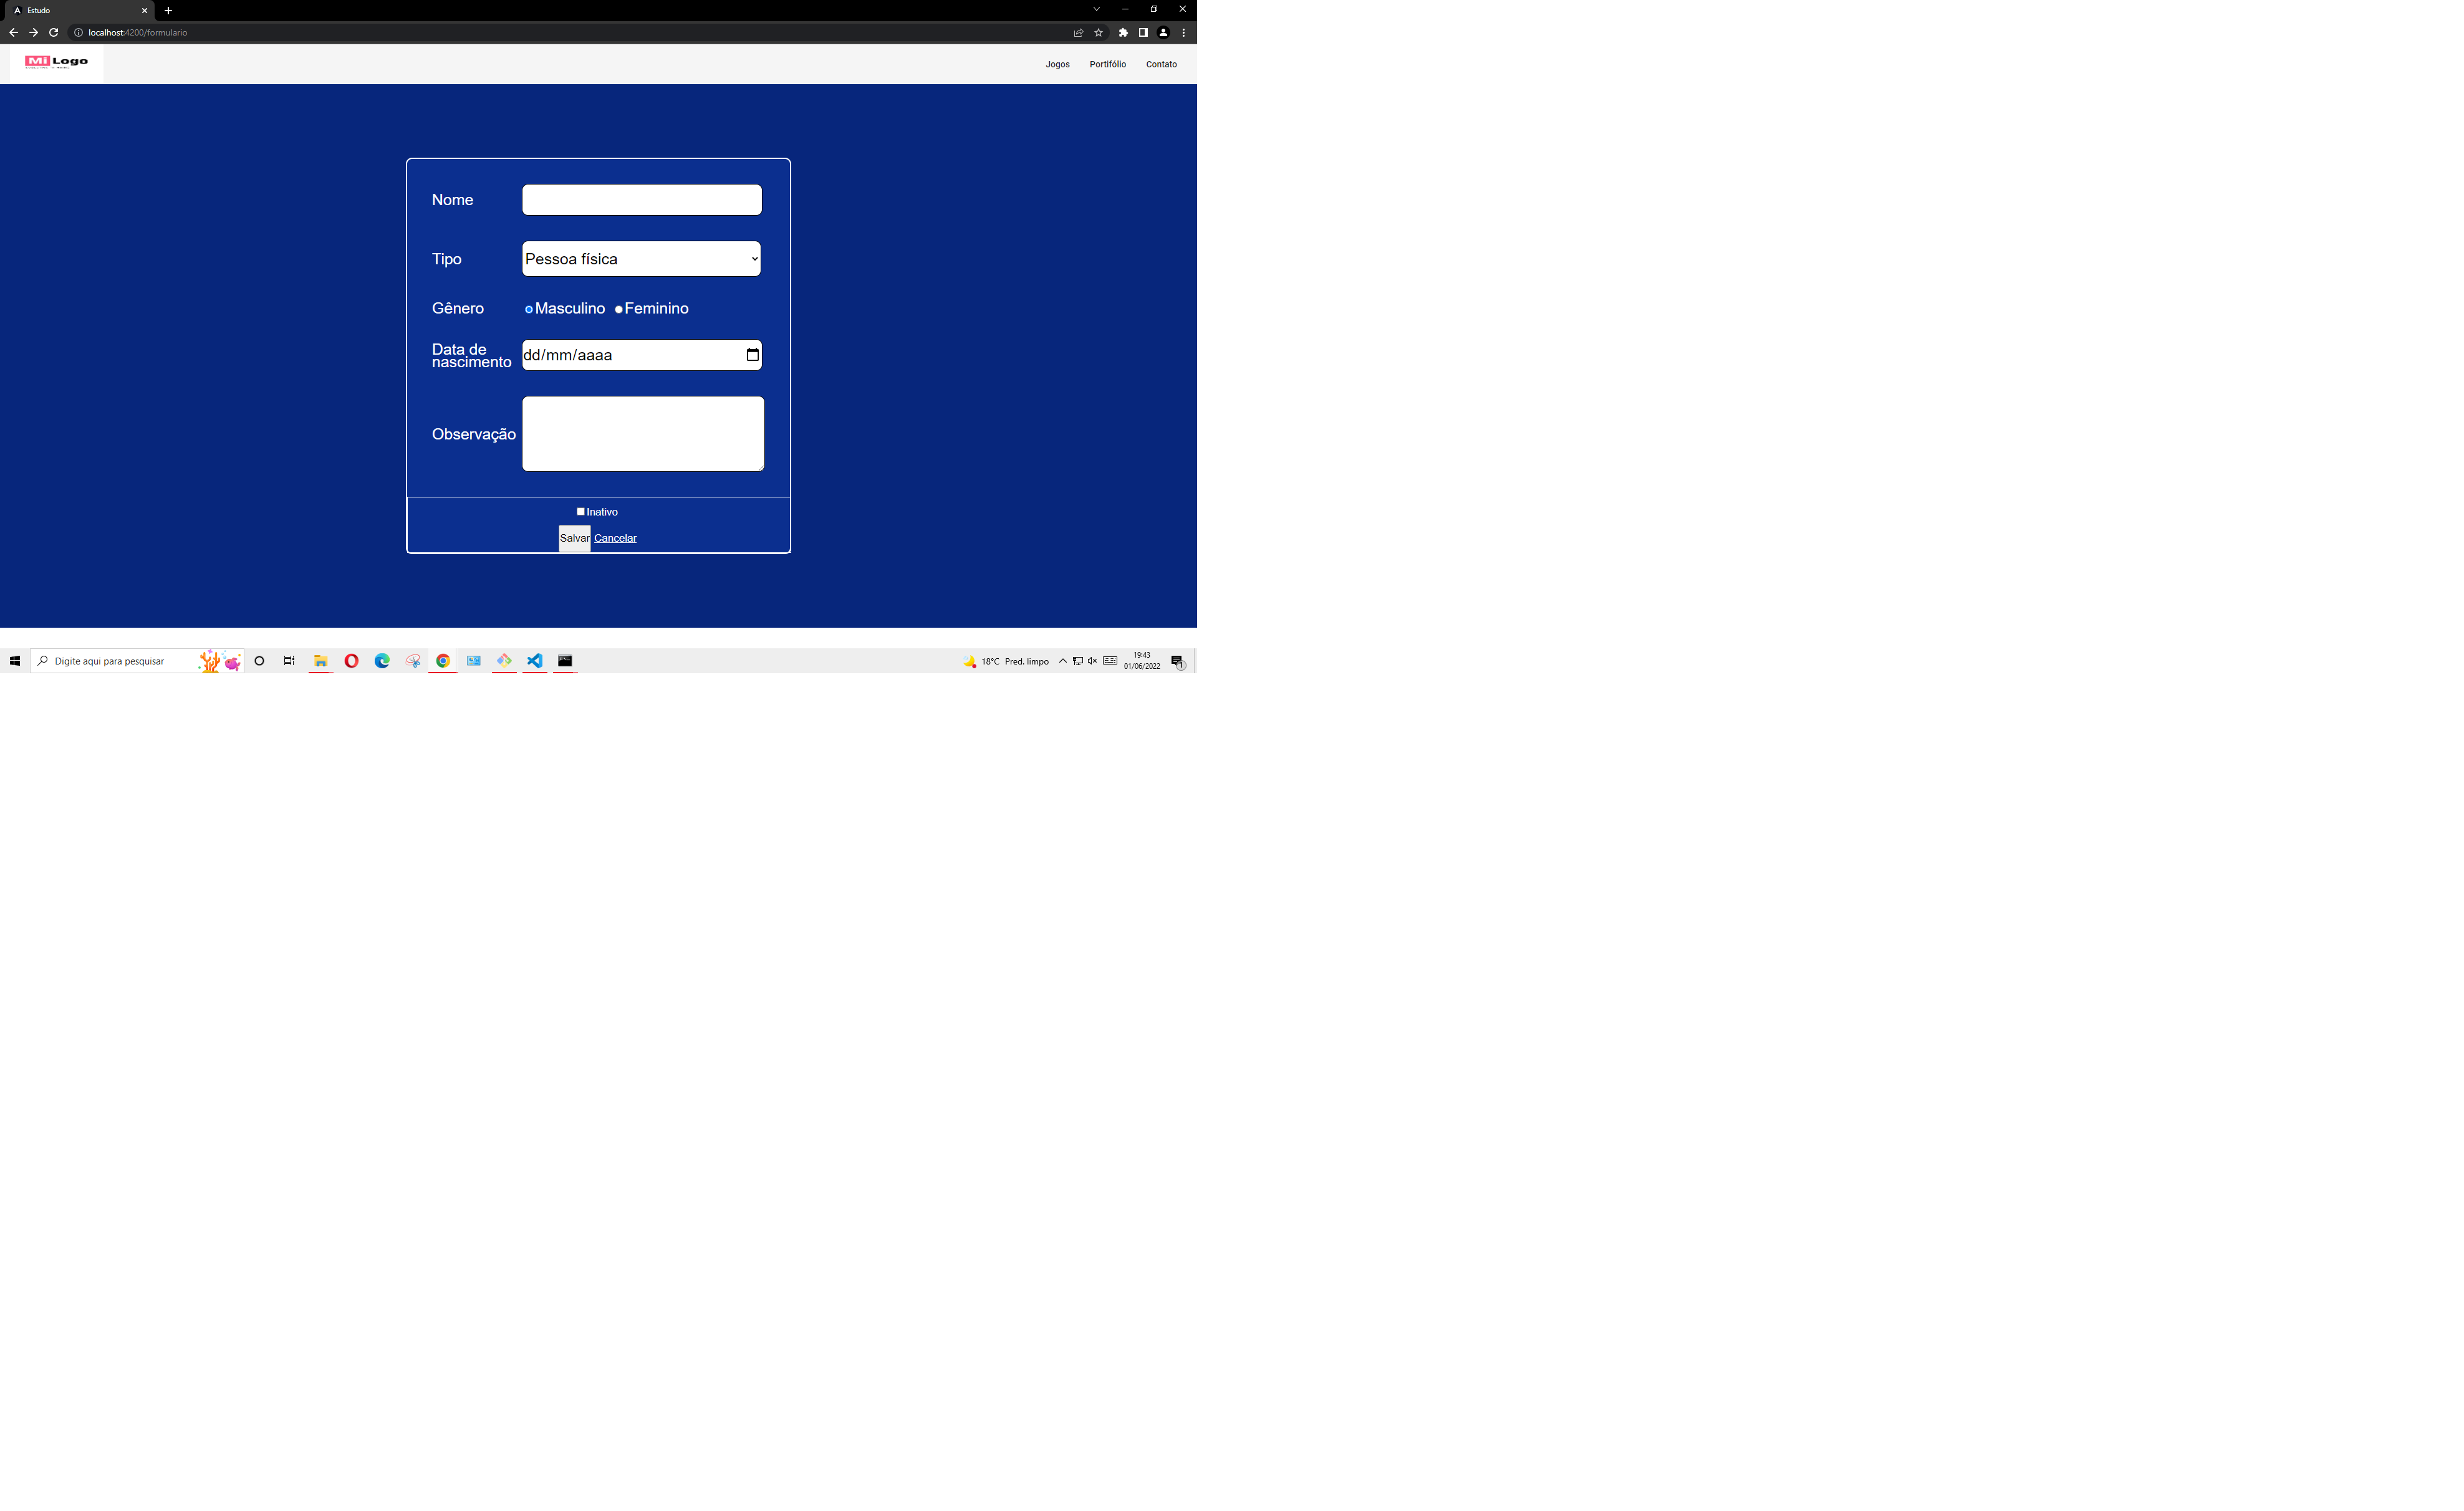 Estudo
localhost:4200/formulario
Mi Logo
Jogos Portifólio Contato
Nome
Tipo Pessoa física
Gênero Masculino Feminino
Data de
nascimento dd/mm/aaaa
Observação
Inativo
Salvar Cancelar
Digite aqui para pesquisar
18°C Pred. limpo
19:43
01/06/2022
1